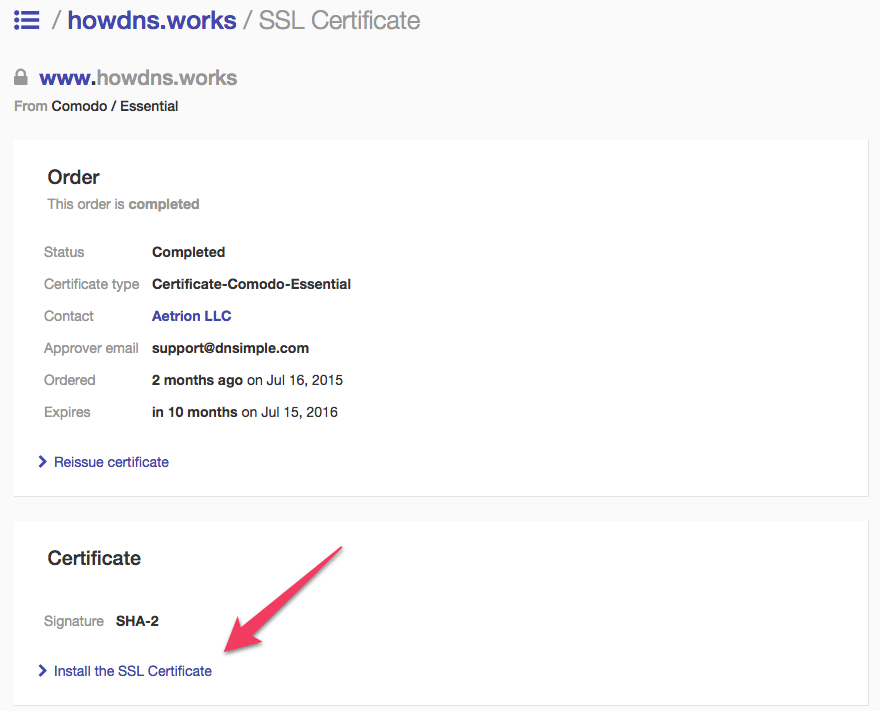 / howdns.works / SSL Certificate
www.howdns.works
From Comodo / Essential
Order
This order is completed
Status Completed
Certificate type Certificate-Comodo-Essential
Contact Aetrion LLC
Approver email support@dnsimple.com
Ordered 2 months ago on Jul 16, 2015
Expires in 10 months on Jul 15, 2016
Reissue certificate
Certificate
Signature SHA-2
Install the SSL Certificate